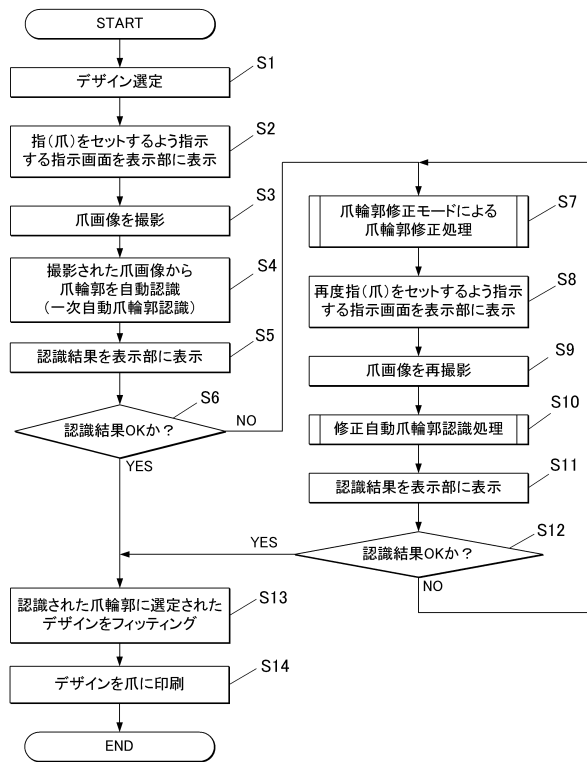 START
S1
デザイン選定
S2
指(爪)をセットするよう指示
する指示画面を表示部に表示
S3
爪画像を撮影
S4
撮影された爪画像から
爪輪郭を自動認識
(一次自動爪輪郭認識)
S5
認識結果を表示部に表示
S6
認識結果OKか？
NO
YES
S7
爪輪郭修正モードによる
爪輪郭修正処理
S8
再度指(爪)をセットするよう指示
する指示画面を表示部に表示
S9
爪画像を再撮影
S10
修正自動爪輪郭認識処理
S11
認識結果を表示部に表示
S12
認識結果OKか？
YES
NO
S13
認識された爪輪郭に選定された
デザインをフィッティング
S14
デザインを爪に印刷
END